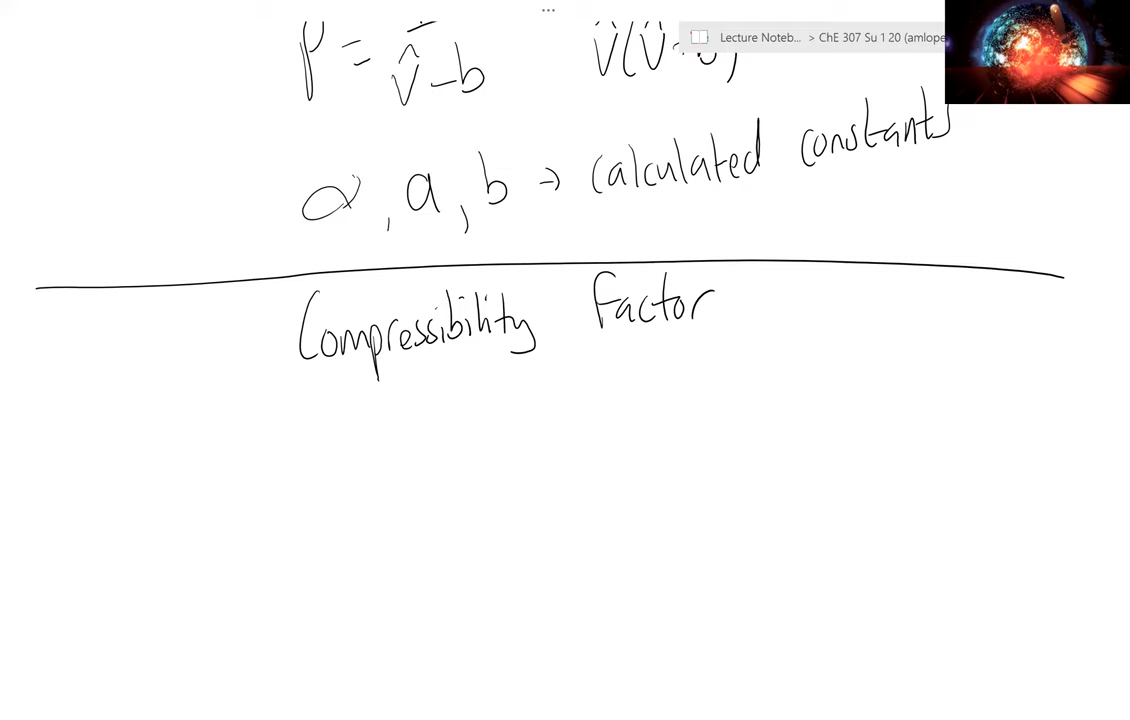 Lecture Noteb... > ChE 307 Su 1 20 (amlope
P = V̂-b V̂(V̂+b)
α, a, b → calculated constants
Compressibility Factor